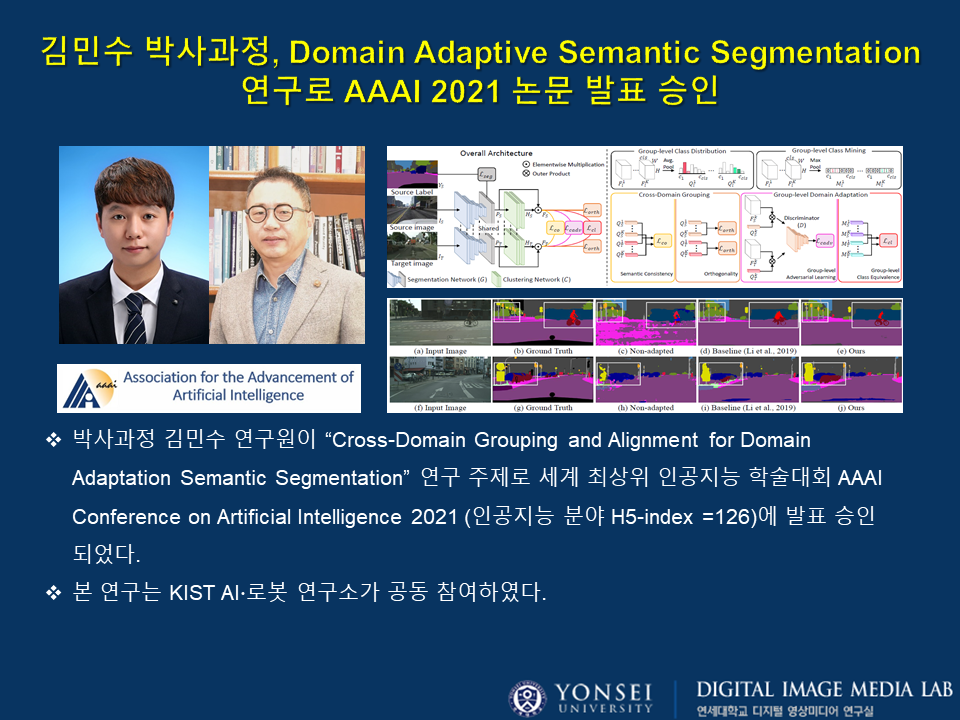 김민수 박사과정, Domain Adaptive Semantic Segmentation
연구로 AAAI 2021 논문 발표 승인
Overall Architecture
Elementwise Multiplication
Outer Product
Source Label
Source image
Target image
Shared
Segmentation Network (G)
Clustering Network (C)
Group-level Class Distribution
Avg. Pool
Group-level Class Mining
Max Pool
Cross-Domain Grouping
Semantic Consistency
Orthogonality
Group-level Domain Adaptation
Discriminator (D)
Group-level Adversarial Learning
Group-level Class Equivalence
(a) Input Image (b) Ground Truth (c) Non-adapted (d) Baseline (Li et al., 2019) (e) Ours
(f) Input Image (g) Ground Truth (h) Non-adapted (i) Baseline (Li et al., 2019) (j) Ours
aaai
Association for the Advancement of
Artificial Intelligence
❖ 박사과정 김민수 연구원이 “Cross-Domain Grouping and Alignment for Domain
Adaptation Semantic Segmentation” 연구 주제로 세계 최상위 인공지능 학술대회 AAAI
Conference on Artificial Intelligence 2021 (인공지능 분야 H5-index =126)에 발표 승인
되었다.
❖ 본 연구는 KIST AI·로봇 연구소가 공동 참여하였다.
YONSEI
UNIVERSITY
DIGITAL IMAGE MEDIA LAB
연세대학교 디지털 영상미디어 연구실